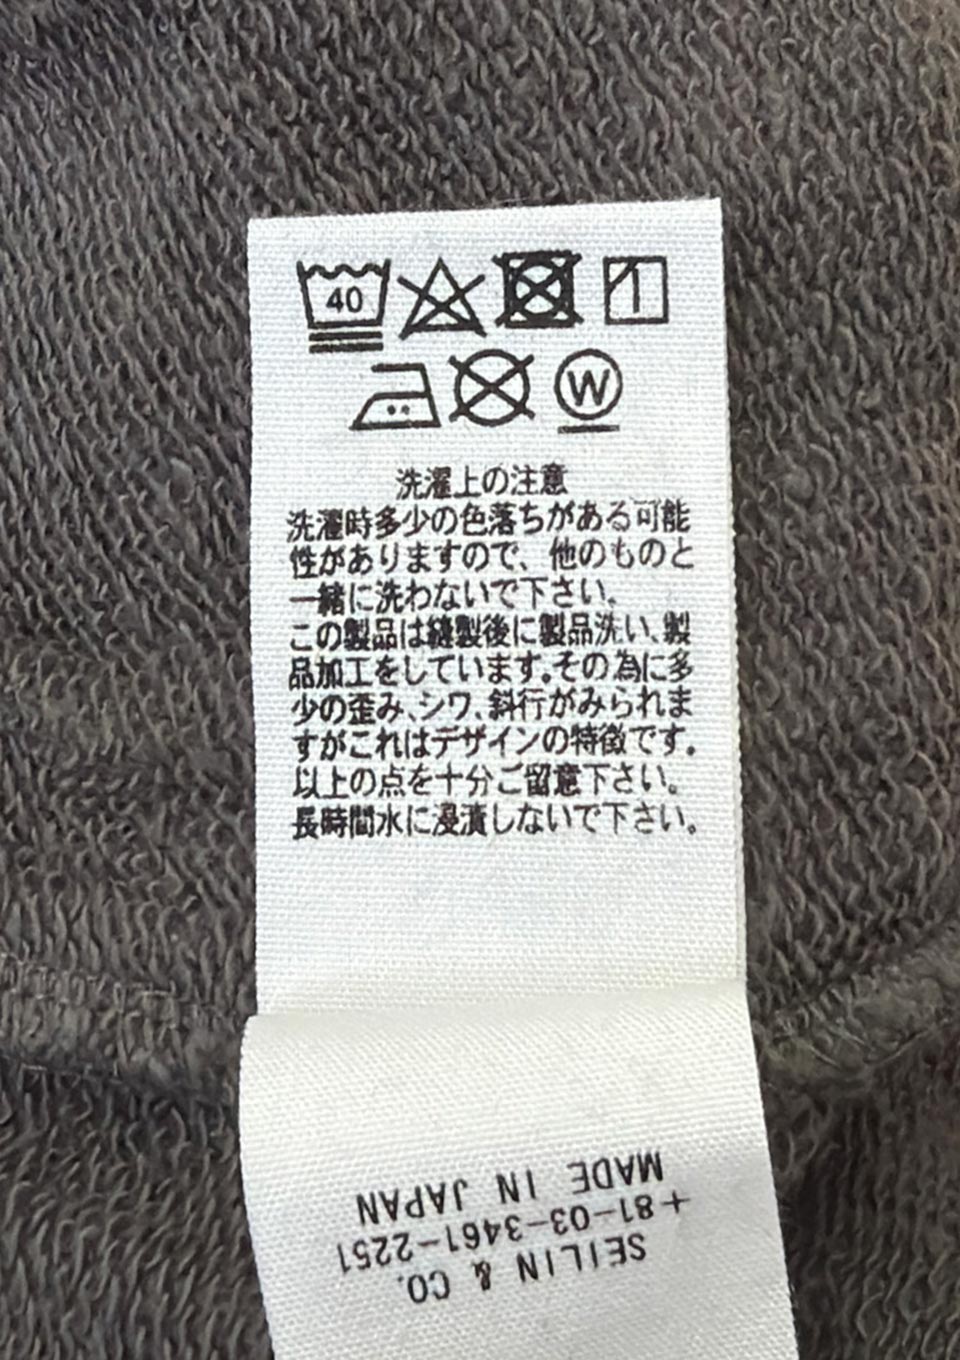 40
W
洗濯上の注意
洗濯時多少の色落ちがある可能
性がありますので、他のものと
一緒に洗わないで下さい。
この製品は縫製後に製品洗い、製
品加工をしています。その為に多
少の歪み、シワ、斜行がみられま
すがこれはデザインの特徴です。
以上の点を十分ご留意下さい。
長時間水に浸漬しないで下さい。
SEILIN & CO.
+81-03-3461-2251
MADE IN JAPAN